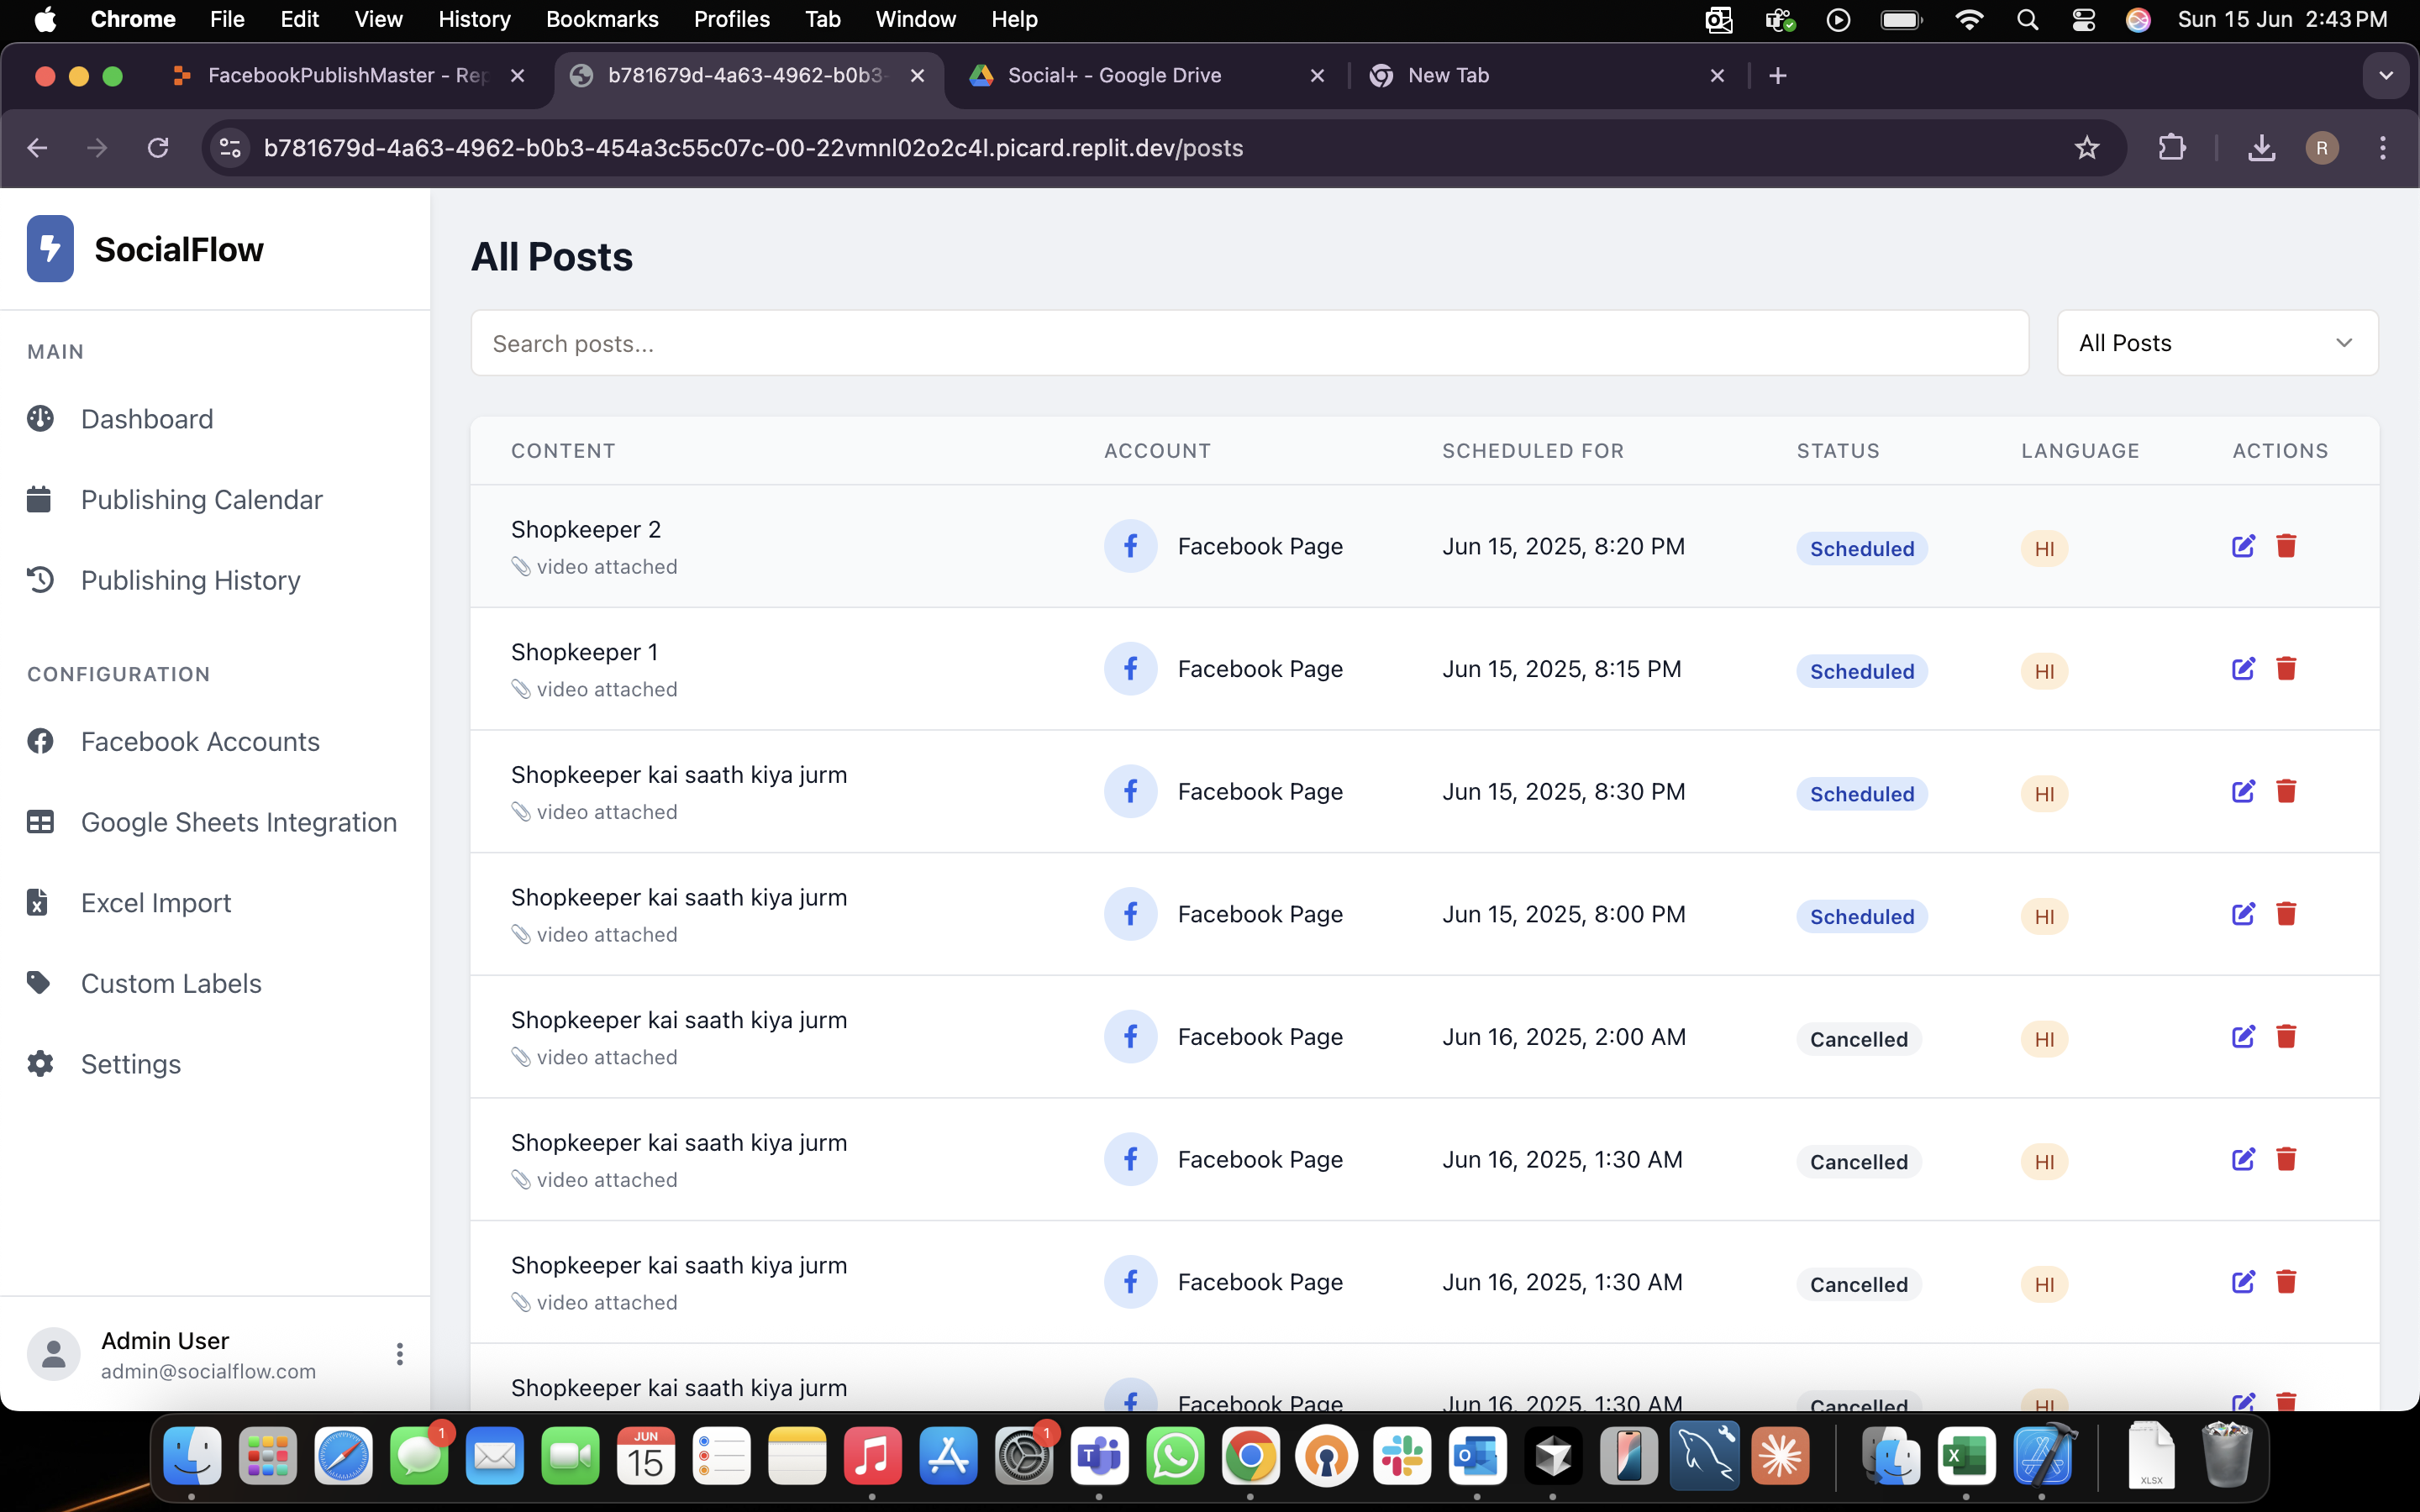 Chrome File Edit View History Bookmarks Profiles Tab Window Help Sun 15 Jun 2:43 PM
FacebookPublishMaster - Rep b781679d-4a63-4962-b0b3- Social+ - Google Drive New Tab
b781679d-4a63-4962-b0b3-454a3c55c07c-00-22vmnl02o2c4l.picard.replit.dev/posts R
SocialFlow
MAIN
Dashboard
Publishing Calendar
Publishing History
CONFIGURATION
Facebook Accounts
Google Sheets Integration
Excel Import
Custom Labels
Settings
Admin User
admin@socialflow.com
All Posts
Search posts...
All Posts
CONTENT ACCOUNT SCHEDULED FOR STATUS LANGUAGE ACTIONS
Shopkeeper 2
video attached
Facebook Page Jun 15, 2025, 8:20 PM Scheduled HI
Shopkeeper 1
video attached
Facebook Page Jun 15, 2025, 8:15 PM Scheduled HI
Shopkeeper kai saath kiya jurm
video attached
Facebook Page Jun 15, 2025, 8:30 PM Scheduled HI
Shopkeeper kai saath kiya jurm
video attached
Facebook Page Jun 15, 2025, 8:00 PM Scheduled HI
Shopkeeper kai saath kiya jurm
video attached
Facebook Page Jun 16, 2025, 2:00 AM Cancelled HI
Shopkeeper kai saath kiya jurm
video attached
Facebook Page Jun 16, 2025, 1:30 AM Cancelled HI
Shopkeeper kai saath kiya jurm
video attached
Facebook Page Jun 16, 2025, 1:30 AM Cancelled HI
Shopkeeper kai saath kiya jurm
Facebook Page Jun 16, 2025, 1:30 AM Cancelled HI
1 JUN 1
15
XLSX